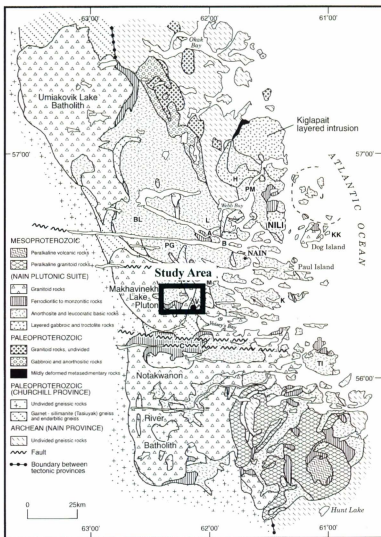 63°00'
62°00'
61°00'
Okak
Bay
Umiakovik Lake
Batholith
Kiglapait
layered intrusion
57°00'
57°00'
ATLANTIC OCEAN
H
PM
J
Webb Bay
BL
L
A
NILI
KK
Dog Island
B
NAIN
PG
Paul Island
Study Area
Makhavinekh
Lake
Pluton
K
MESOPROTEROZOIC
Peralkaline volcanic rocks
Peralkaline granitoid rocks
(NAIN PLUTONIC SUITE)
Granitoid rocks
Ferrodioritic to monzonitic rocks
Anorthositic and leucocratic basic rocks
Layered gabbroic and troctolite rocks
PALEOPROTEROZOIC
Granitoid rocks, undivided
Gabbroic and anorthositic rocks
Mildly deformed metasedimentary rocks
PALEOPROTEROZOIC
(CHURCHILL PROVINCE)
Undivided gneissic rocks
Garnet - sillimanite (Tasiuyak) gneiss
and enderbitic gneiss
ARCHEAN (NAIN PROVINCE)
Undivided gneissic rocks
Fault
Boundary between
tectonic provinces
TI
56°00'
Notakwanon
River
Batholith
0
25km
Hunt Lake
63°00'
62°00'
61°00'